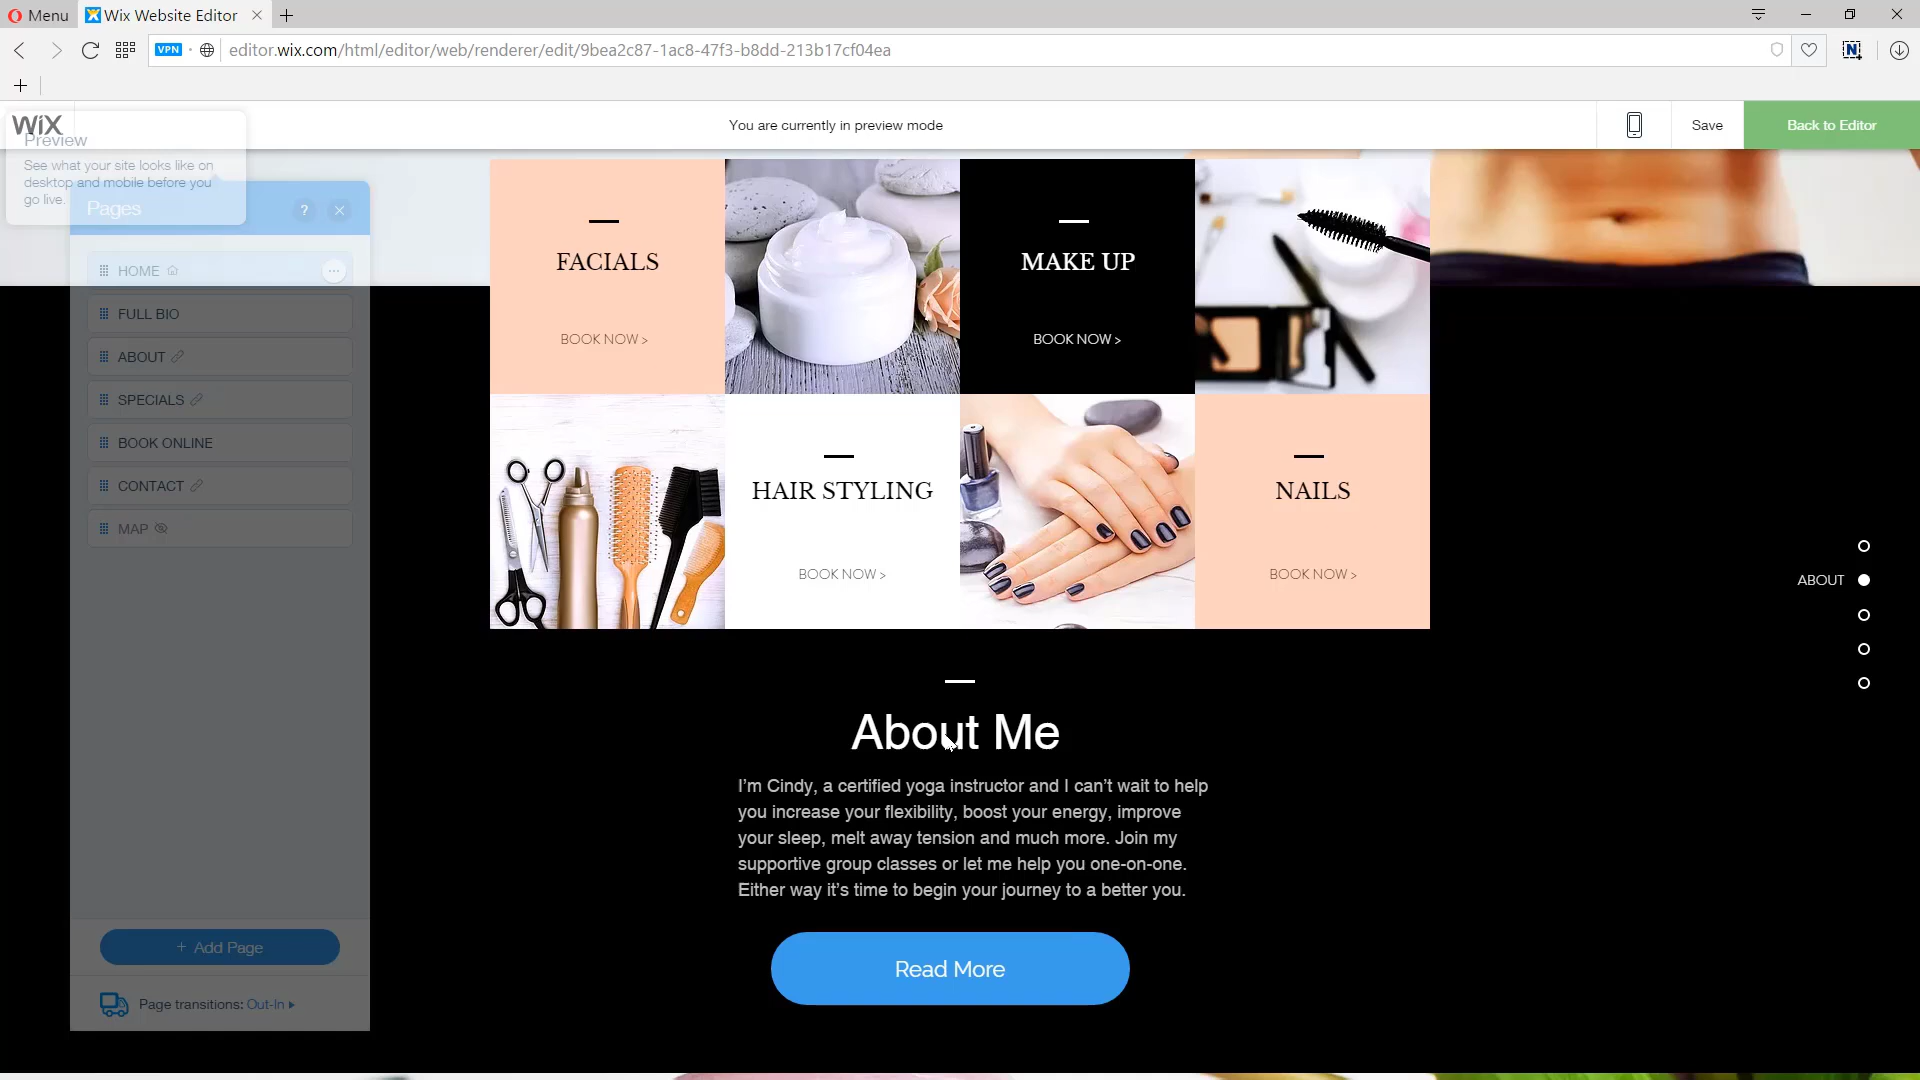 Menu
Wix Website Editor
VPN
editor.wix.com/html/editor/web/renderer/edit/9bea2c87-1ac8-47f3-b8dd-213b17cf04ea
N
WiX
You are currently in preview mode
Save
Back to Editor
Preview
See what your site looks like on
desktop and mobile before you
go live.
Pages
?
HOME
FULL BIO
ABOUT
SPECIALS
BOOK ONLINE
CONTACT
MAP
+ Add Page
Page transitions: Out-In
FACIALS
BOOK NOW >
MAKE UP
BOOK NOW >
HAIR STYLING
BOOK NOW >
NAILS
BOOK NOW >
ABOUT
About Me
I’m Cindy, a certified yoga instructor and I can’t wait to help
you increase your flexibility, boost your energy, improve
your sleep, melt away tension and much more. Join my
supportive group classes or let me help you one-on-one.
Either way it’s time to begin your journey to a better you.
Read More